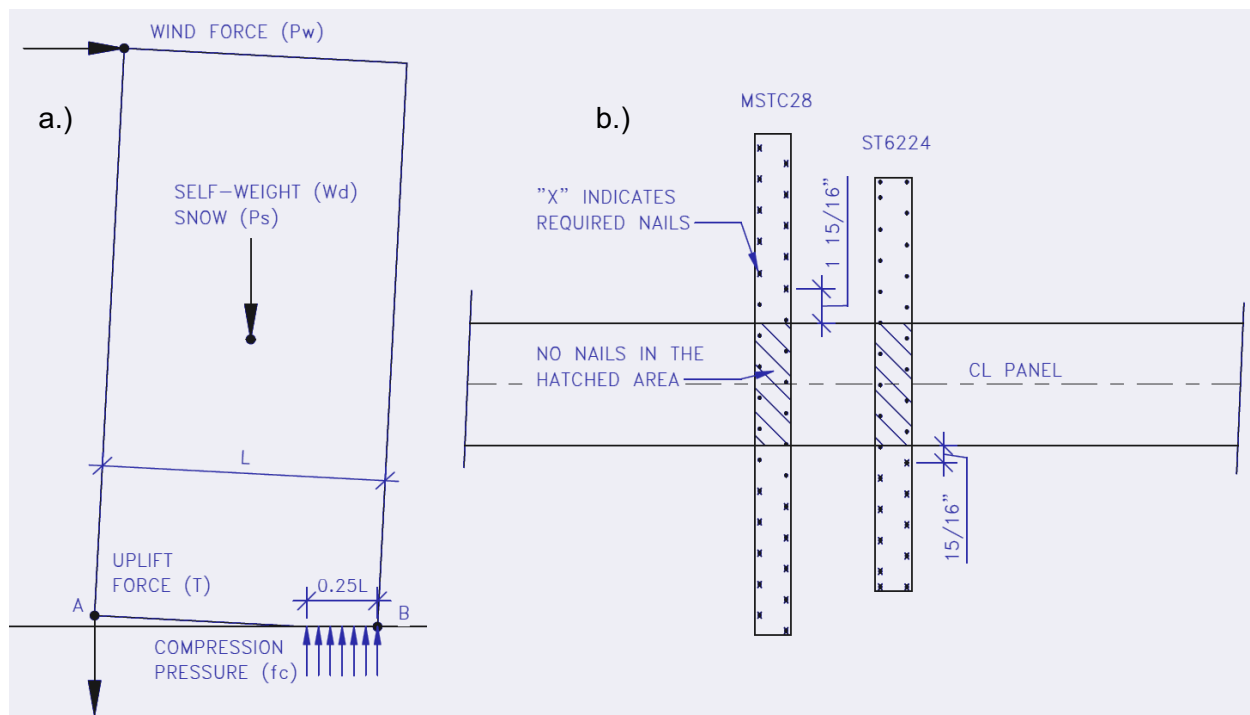 a.)
WIND FORCE (Pw)
SELF-WEIGHT (Wd)
SNOW (Ps)
L
UPLIFT
FORCE (T)
0.25L
A
B
COMPRESSION
PRESSURE (fc)
b.)
MSTC28
ST6224
"X" INDICATES
REQUIRED NAILS
1 15/16"
NO NAILS IN THE
HATCHED AREA
CL PANEL
15/16"